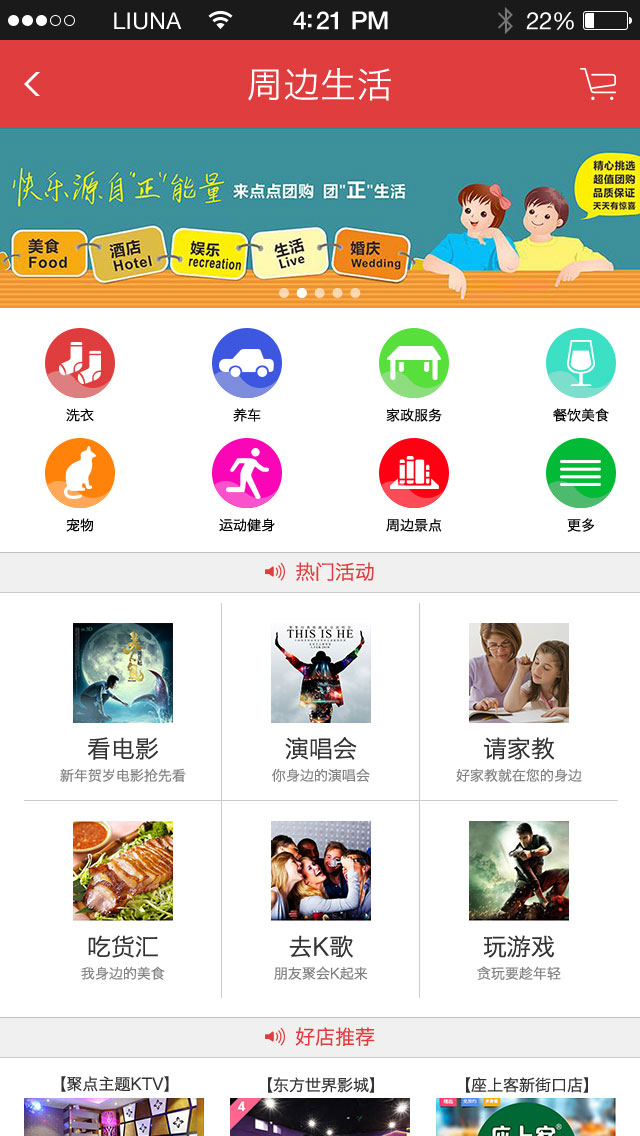 LIUNA 4:21 PM 22%
周边生活
快乐源自"正"能量 来点点团购 团"正"生活
精心挑选
超值团购
品质保证
天天有惊喜
美食 酒店 娱乐 生活 婚庆
Food Hotel recreation Live Wedding
洗衣 养车 家政服务 餐饮美食
宠物 运动健身 周边景点 更多
热门活动
THIS IS HE
看电影 演唱会 请家教
新年贺岁电影抢先看 你身边的演唱会 好家教就在您的身边
吃货汇 去K歌 玩游戏
我身边的美食 朋友聚会K起来 贪玩要趁年轻
好店推荐
【聚点主题KTV】 【东方世界影城】 【座上客新街口店】
4
座上客